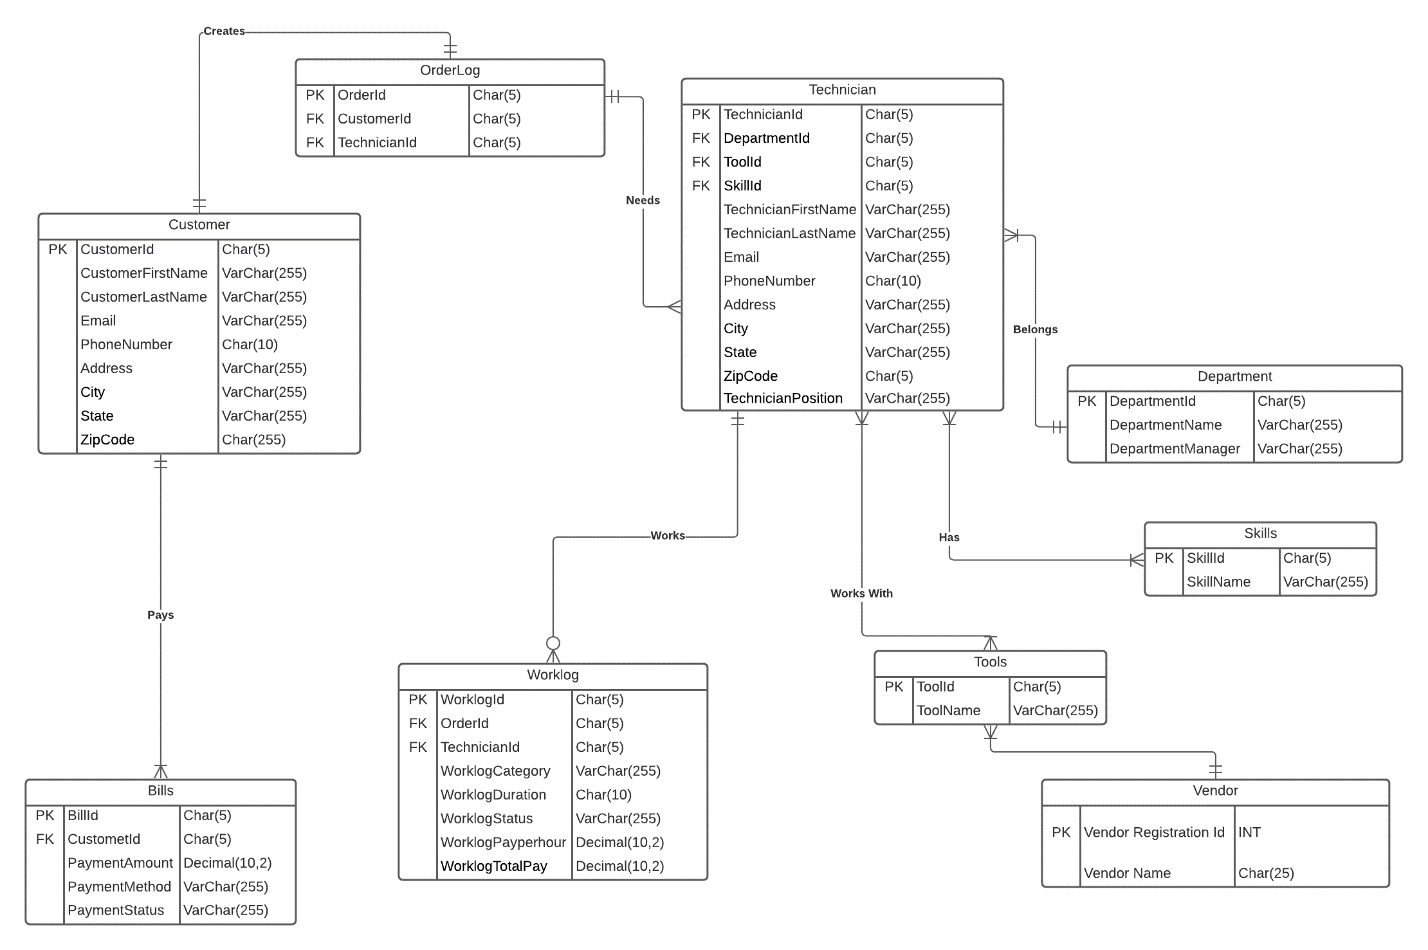 Creates
OrderLog
PK OrderId Char(5)
FK CustomerId Char(5)
FK TechnicianId Char(5)
Needs
Technician
PK TechnicianId Char(5)
FK DepartmentId Char(5)
FK ToolId Char(5)
FK SkillId Char(5)
TechnicianFirstName VarChar(255)
TechnicianLastName VarChar(255)
Email VarChar(255)
PhoneNumber Char(10)
Address VarChar(255)
City VarChar(255)
State VarChar(255)
ZipCode Char(5)
TechnicianPosition VarChar(255)
Customer
PK CustomerId Char(5)
CustomerFirstName VarChar(255)
CustomerLastName VarChar(255)
Email VarChar(255)
PhoneNumber Char(10)
Address VarChar(255)
City VarChar(255)
State VarChar(255)
ZipCode Char(255)
Belongs
Department
PK DepartmentId Char(5)
DepartmentName VarChar(255)
DepartmentManager VarChar(255)
Works
Has
Skills
PK SkillId Char(5)
SkillName VarChar(255)
Works With
Pays
Tools
PK ToolId Char(5)
ToolName VarChar(255)
Worklog
PK WorklogId Char(5)
FK OrderId Char(5)
FK TechnicianId Char(5)
WorklogCategory VarChar(255)
WorklogDuration Char(10)
WorklogStatus VarChar(255)
WorklogPayperhour Decimal(10,2)
WorklogTotalPay Decimal(10,2)
Bills
PK BillId Char(5)
FK CustometId Char(5)
PaymentAmount Decimal(10,2)
PaymentMethod VarChar(255)
PaymentStatus VarChar(255)
Vendor
PK Vendor Registration Id INT
Vendor Name Char(25)